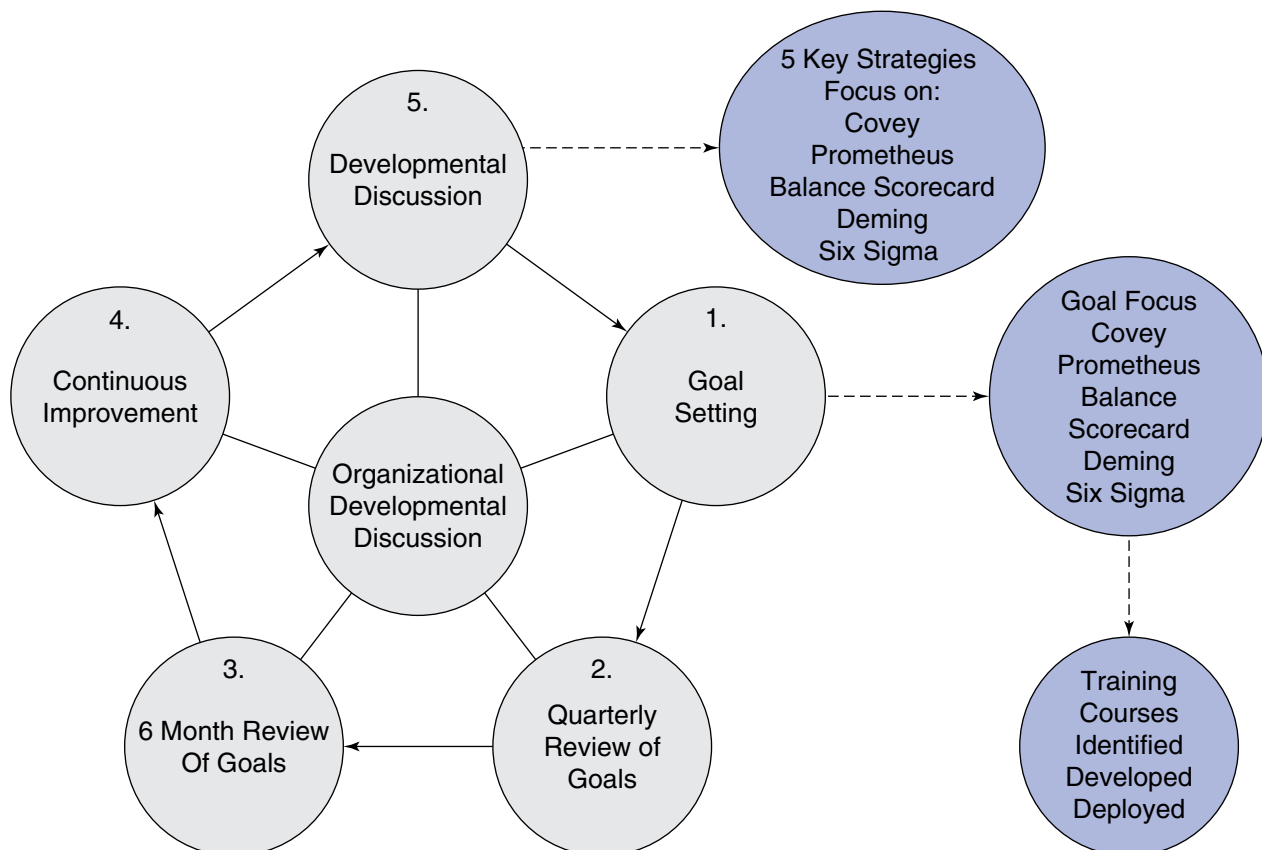 5.
Developmental
Discussion
5 Key Strategies
Focus on:
Covey
Prometheus
Balance Scorecard
Deming
Six Sigma
4.
Continuous
Improvement
1.
Goal
Setting
Goal Focus
Covey
Prometheus
Balance
Scorecard
Deming
Six Sigma
Organizational
Developmental
Discussion
3.
6 Month Review
Of Goals
2.
Quarterly
Review of
Goals
Training
Courses
Identified
Developed
Deployed